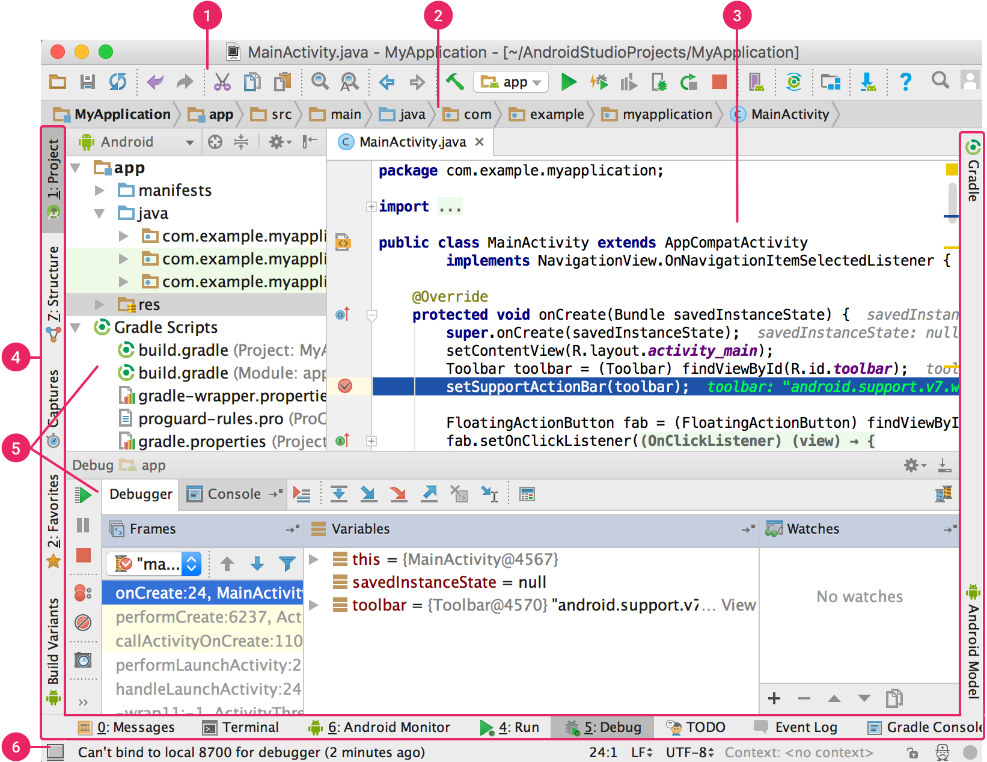 1
2
3
MainActivity.java - MyApplication - [~/AndroidStudioProjects/MyApplication]
app
?
MyApplication
app
src
main
java
com
example
myapplication
MainActivity
1: Project
Z: Structure
Captures
2: Favorites
Build Variants
4
5
6
Android
app
manifests
java
com.example.myappli
com.example.myappli
com.example.myappli
res
Gradle Scripts
build.gradle (Project: MyA
build.gradle (Module: app
gradle-wrapper.propertie
proguard-rules.pro (ProC
gradle.properties (Project
MainActivity.java
package com.example.myapplication;
import ...
public class MainActivity extends AppCompatActivity
implements NavigationView.OnNavigationItemSelectedListener {
@Override
protected void onCreate(Bundle savedInstanceState) { savedInstan
super.onCreate(savedInstanceState); savedInstanceState: null
setContentView(R.layout.activity_main);
Toolbar toolbar = (Toolbar) findViewById(R.id.toolbar); tool
setSupportActionBar(toolbar); toolbar: "android.support.v7.w
FloatingActionButton fab = (FloatingActionButton) findViewByI
fab.setOnClickListener((OnClickListener) (view) → {
Gradle
Android Model
Debug app
Debugger
Console
Frames
Variables
Watches
"ma...
onCreate:24, MainActivity
performCreate:6237, Act
callActivityOnCreate:110
performLaunchActivity:2
handleLaunchActivity:24
-wrap11:-1, ActivityThr
this = {MainActivity@4567}
savedInstanceState = null
toolbar = {Toolbar@4570} "android.support.v7... View
No watches
0: Messages
Terminal
6: Android Monitor
4: Run
5: Debug
TODO
Event Log
Gradle Console
Can't bind to local 8700 for debugger (2 minutes ago)
24:1
LF
UTF-8
Context: <no context>